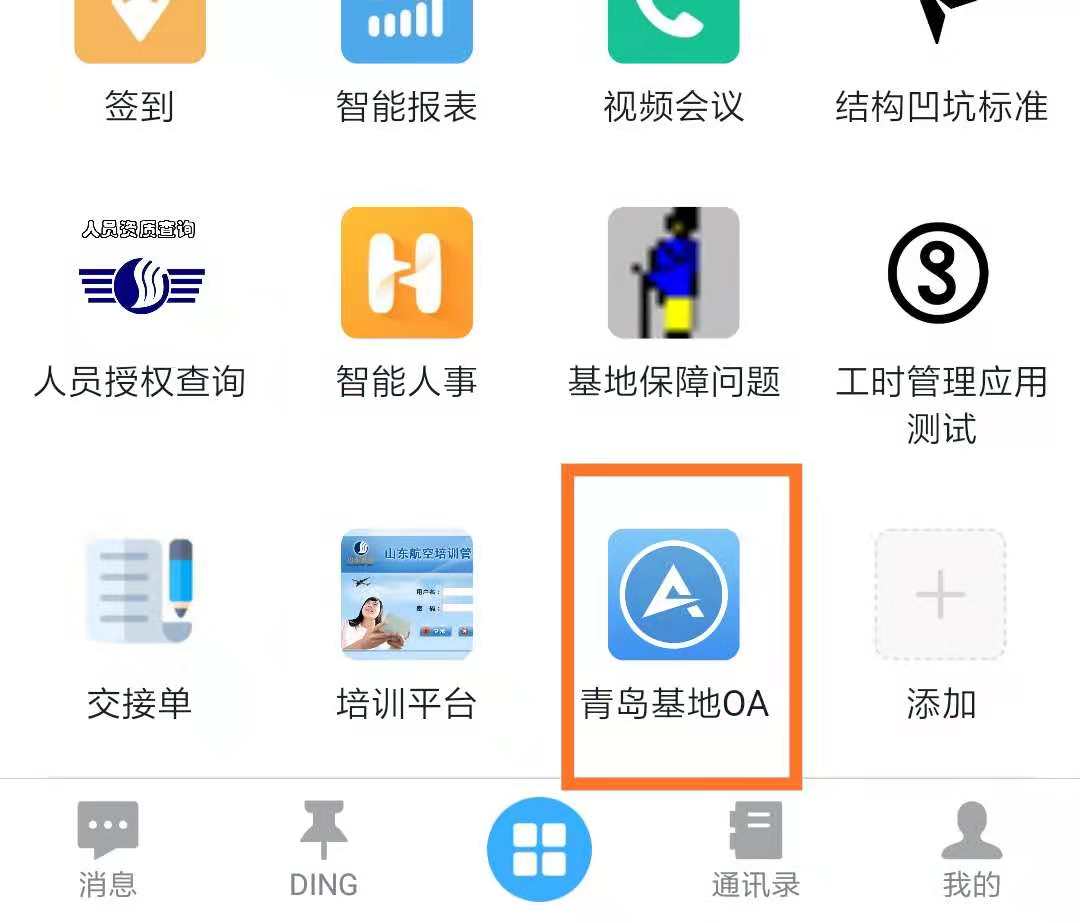 签到
智能报表
视频会议
结构凹坑标准
人员资质查询
人员授权查询
智能人事
基地保障问题
工时管理应用
测试
山东航空培训管
用户名:
密 码:
交接单
培训平台
青岛基地OA
添加
消息
DING
通讯录
我的